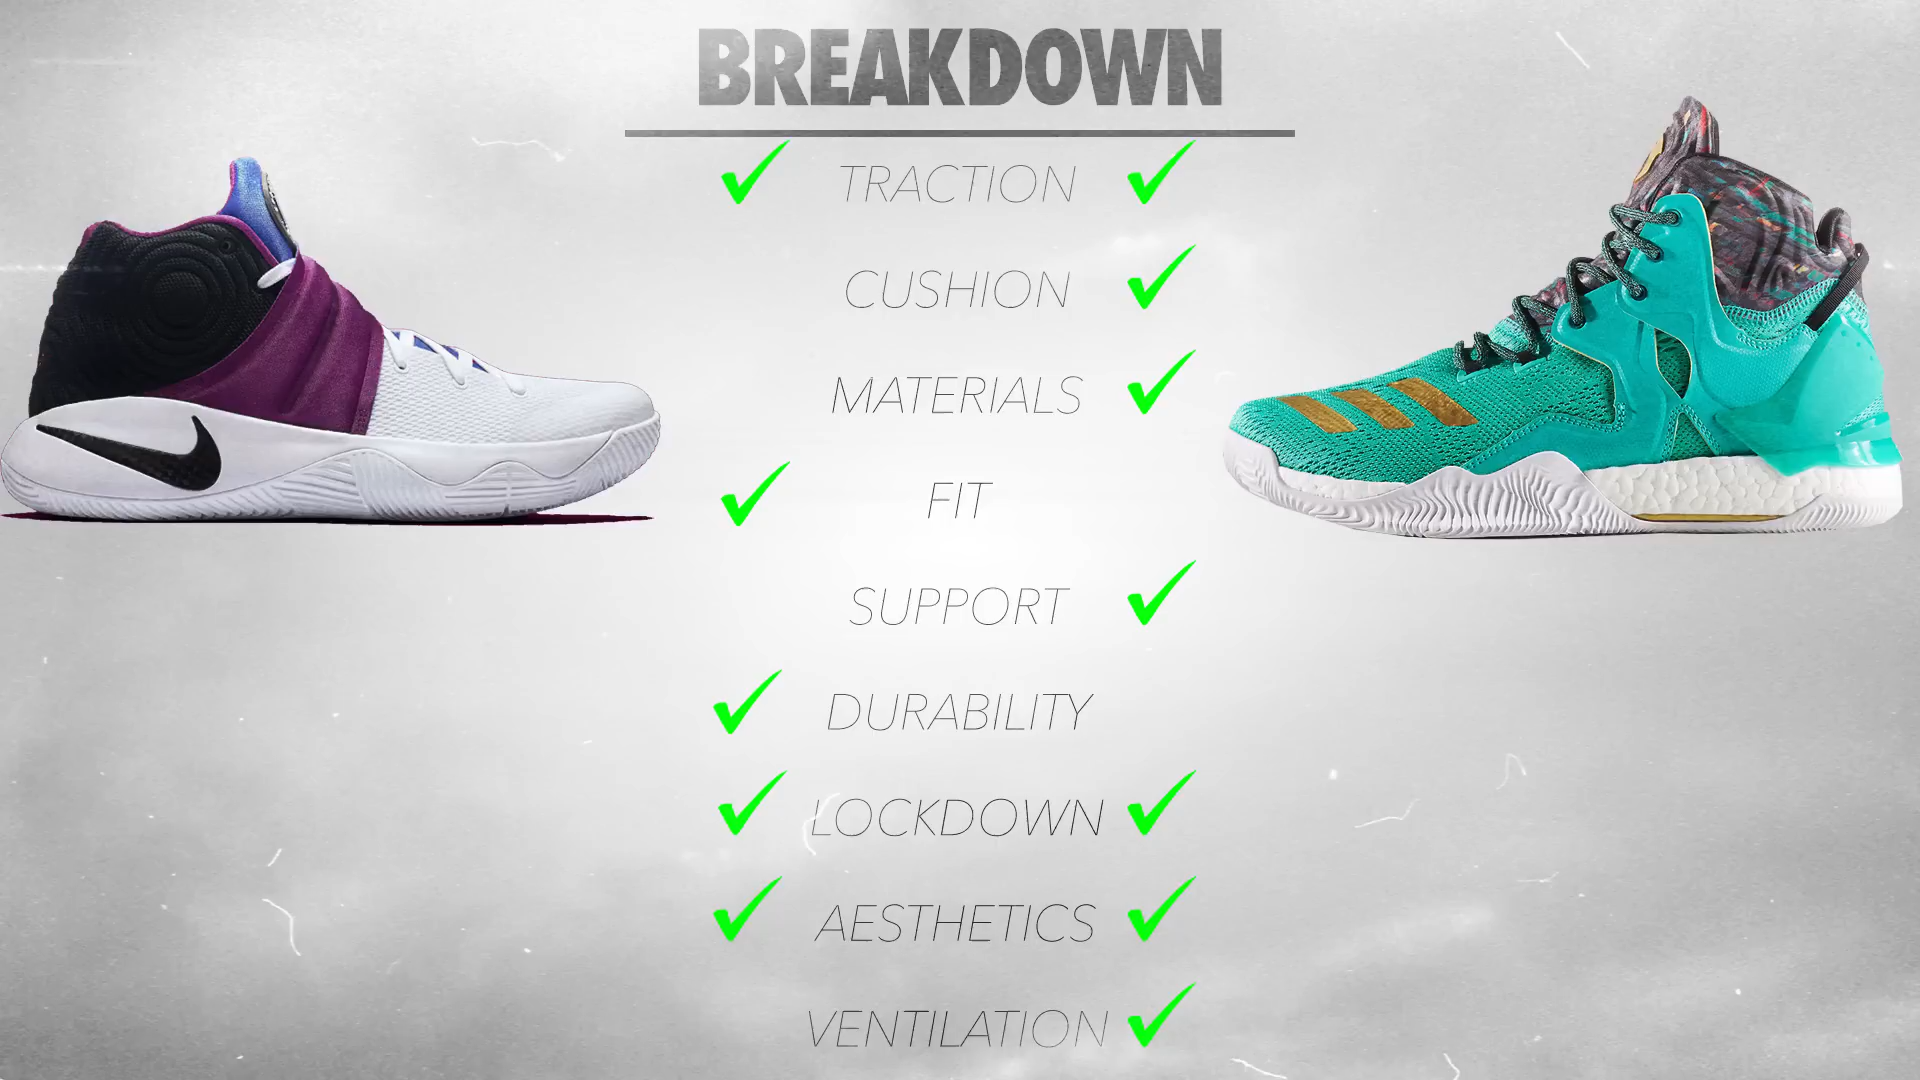 BREAKDOWN
TRACTION
CUSHION
MATERIALS
FIT
SUPPORT
DURABILITY
LOCKDOWN
AESTHETICS
VENTILATION